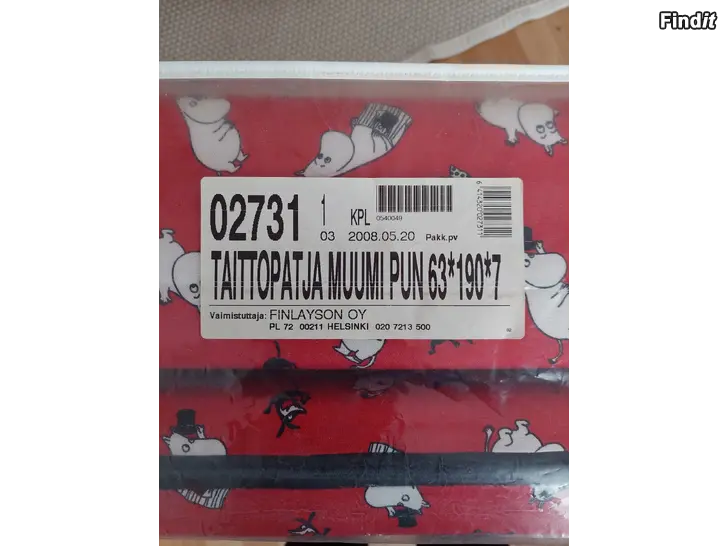 Findit
02731 1 KPL
0540049
03 2008.05.20 Pakk.pv
TAITTOPATJA MUUMI PUN 63*190*7
Valmistuttaja: FINLAYSON OY
PL 72 00211 HELSINKI 020 7213 500